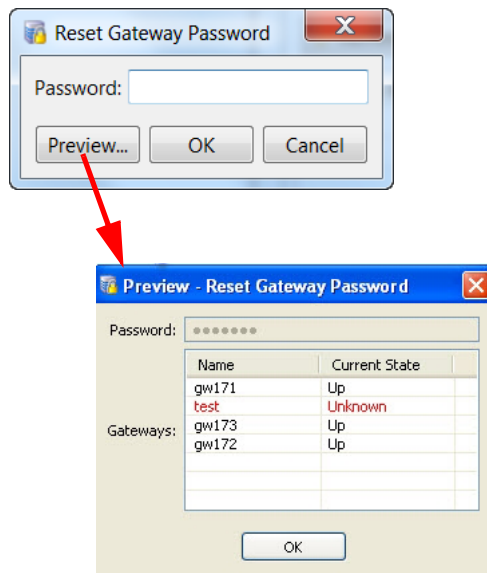 Reset Gateway Password
Password:
Preview... OK Cancel
Preview - Reset Gateway Password
Password: ●●●●●●●
Name Current State
gw171 Up
test Unknown
Gateways: gw173 Up
gw172 Up
OK